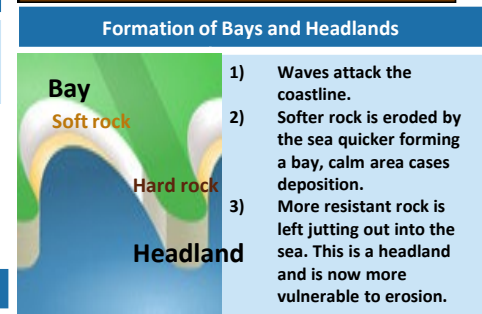 Formation of Bays and Headlands
Bay
Soft rock
Hard rock
Headland
1) Waves attack the
coastline.
2) Softer rock is eroded by
the sea quicker forming
a bay, calm area cases
deposition.
3) More resistant rock is
left jutting out into the
sea. This is a headland
and is now more
vulnerable to erosion.